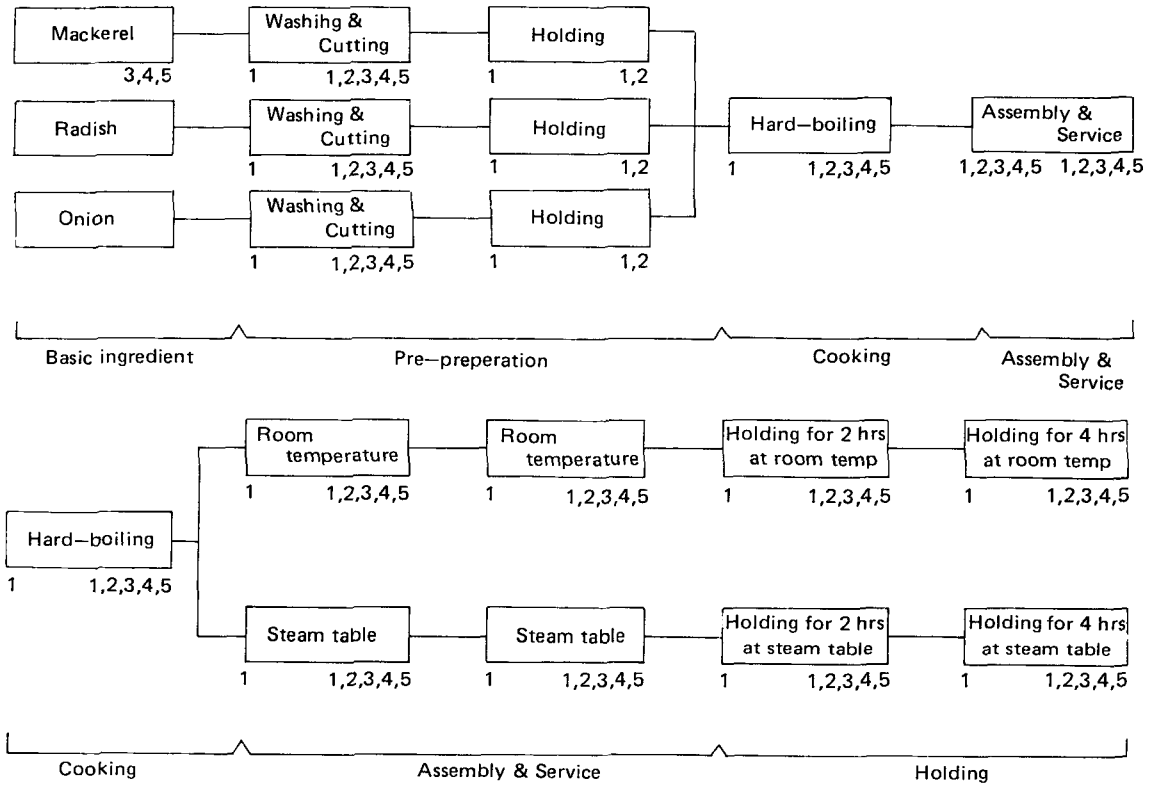 Mackerel
3,4,5
Washihg &
Cutting
1 1,2,3,4,5
Holding
1 1,2
Radish
Washing &
Cutting
1 1,2,3,4,5
Holding
1 1,2
Hard—boiling
1 1,2,3,4,5
Assembly &
Service
1,2,3,4,5 1,2,3,4,5
Onion
Washing &
Cutting
1 1,2,3,4,5
Holding
1 1,2
Basic ingredient
Pre—preperation
Cooking
Assembly &
Service
Hard—boiling
1 1,2,3,4,5
Room
temperature
1 1,2,3,4,5
Room
temperature
1 1,2,3,4,5
Holding for 2 hrs
at room temp
1 1,2,3,4,5
Holding for 4 hrs
at room temp
1 1,2,3,4,5
Steam table
1 1,2,3,4,5
Steam table
1 1,2,3,4,5
Holding for 2 hrs
at steam table
1 1,2,3,4,5
Holding for 4 hrs
at steam table
1 1,2,3,4,5
Cooking
Assembly & Service
Holding